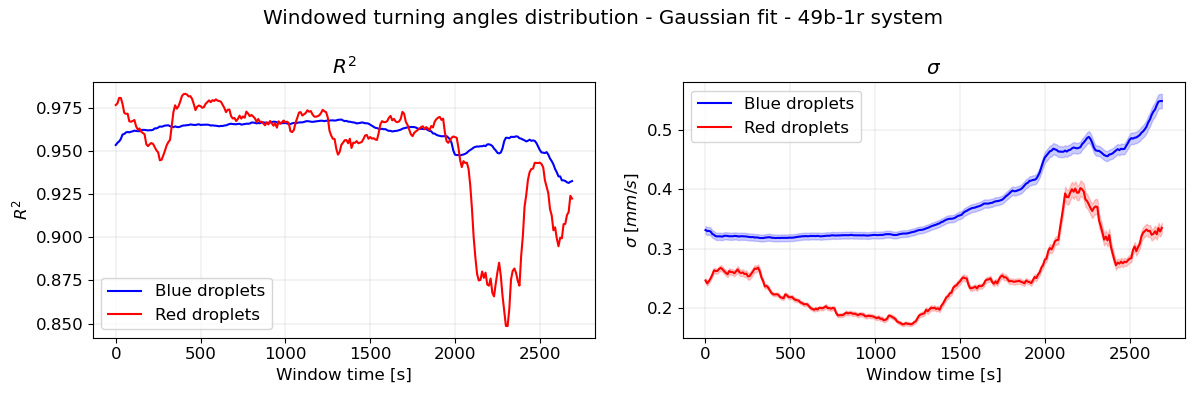 Windowed turning angles distribution - Gaussian fit - 49b-1r system
R²
0.975
0.950
0.925
0.900
0.875
0.850
R²
Blue droplets
Red droplets
0 500 1000 1500 2000 2500
Window time [s]
σ
0.5
0.4
0.3
0.2
σ [mm/s]
Blue droplets
Red droplets
0 500 1000 1500 2000 2500
Window time [s]